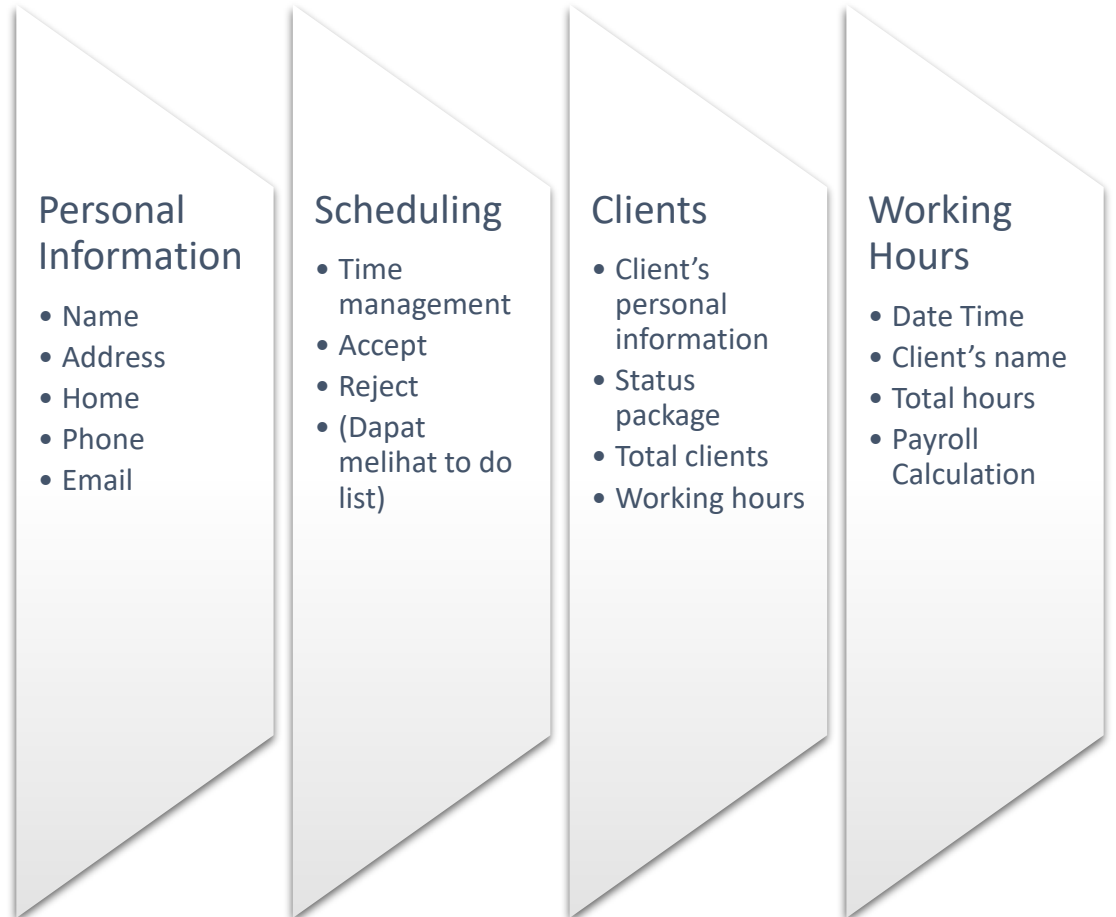 Personal
Information
• Name
• Address
• Home
• Phone
• Email
Scheduling
• Time
management
• Accept
• Reject
• (Dapat
melihat to do
list)
Clients
• Client’s
personal
information
• Status
package
• Total clients
• Working hours
Working
Hours
• Date Time
• Client’s name
• Total hours
• Payroll
Calculation